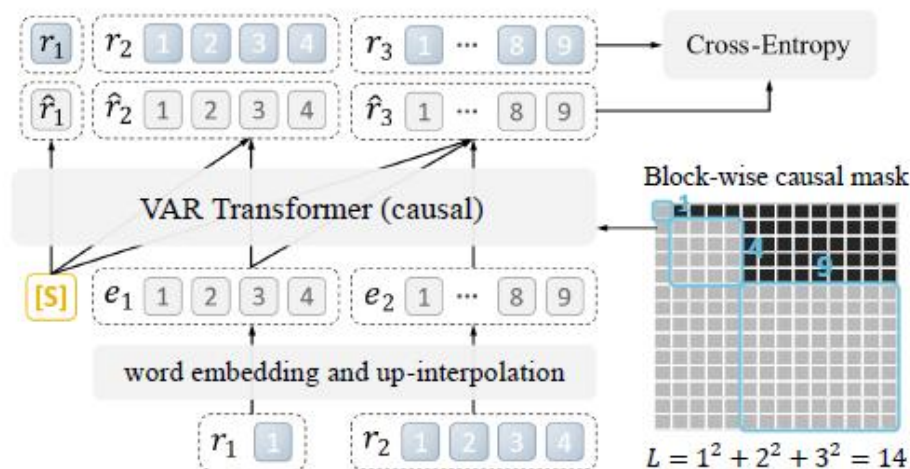 r₁ r₂ 1 2 3 4 r₃ 1 ... 8 9
Cross-Entropy
r̂₁ r̂₂ 1 2 3 4 r̂₃ 1 ... 8 9
VAR Transformer (causal)
Block-wise causal mask
1
4
9
[S] e₁ 1 2 3 4 e₂ 1 ... 8 9
word embedding and up-interpolation
r₁ 1 r₂ 1 2 3 4
L = 1² + 2² + 3² = 14